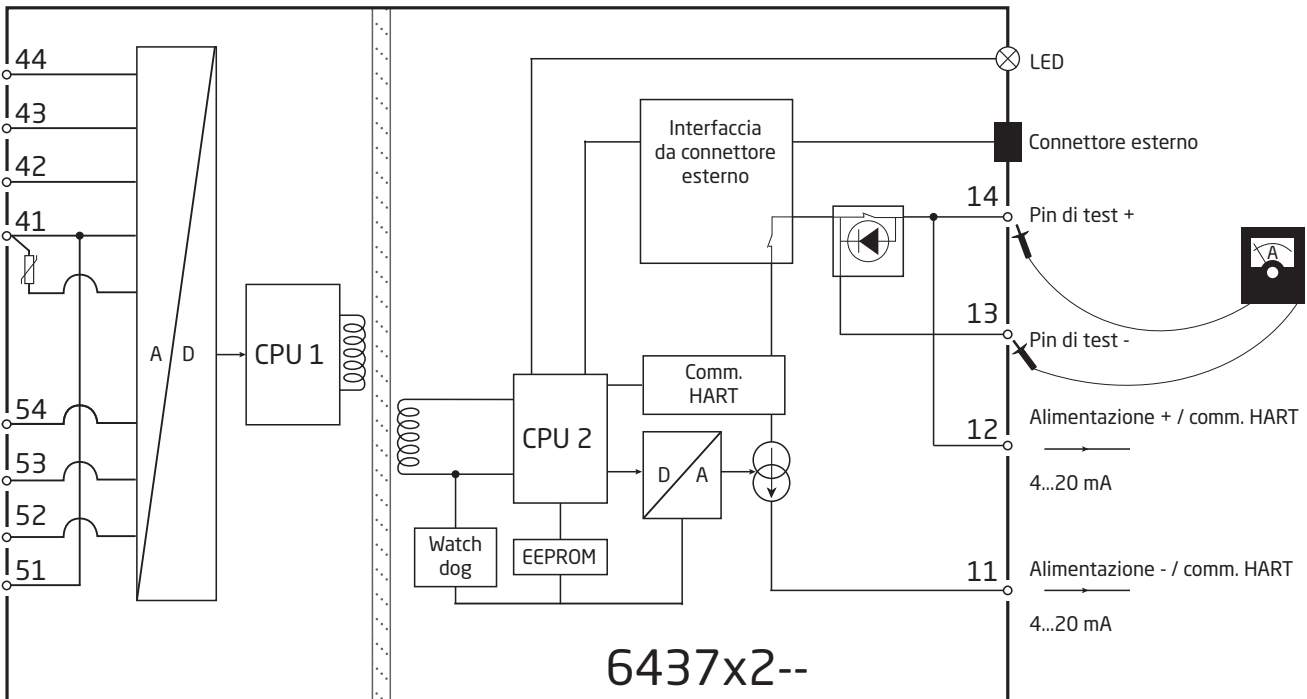 44
43
42
41
54
53
52
51
A
D
CPU 1
LED
Interfaccia
da connettore
esterno
Connettore esterno
14
Pin di test +
A
13
Pin di test -
Comm.
HART
CPU 2
D
A
12
Alimentazione + / comm. HART
4...20 mA
Watch
dog
EEPROM
11
Alimentazione - / comm. HART
4...20 mA
6437x2--